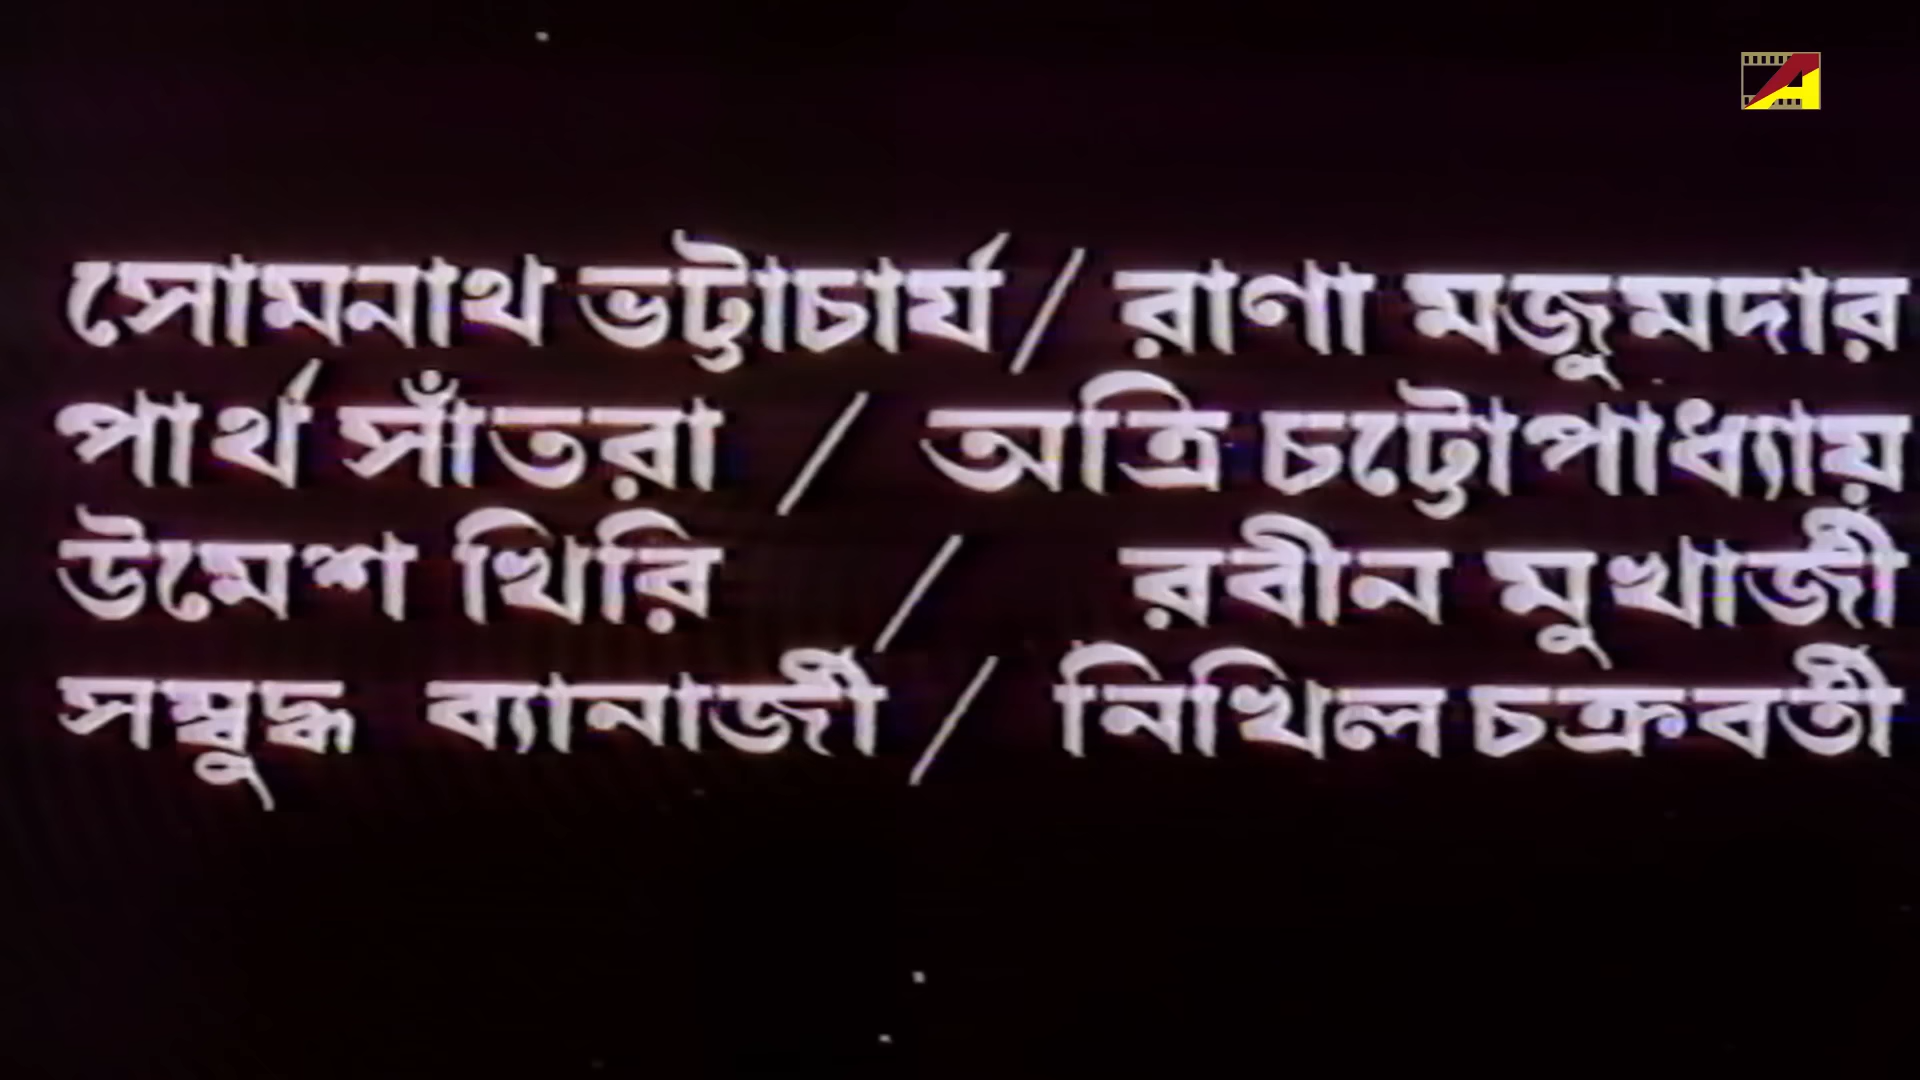 সোমনাথ ভট্টাচার্য / রাণা মজুমদার
পার্থ সাঁতরা / অত্রি চট্টোপাধ্যায়
উমেশ খিরি / রবীন মুখার্জী
সম্বুদ্ধ ব্যানার্জী / নিখিল চক্রবর্তী